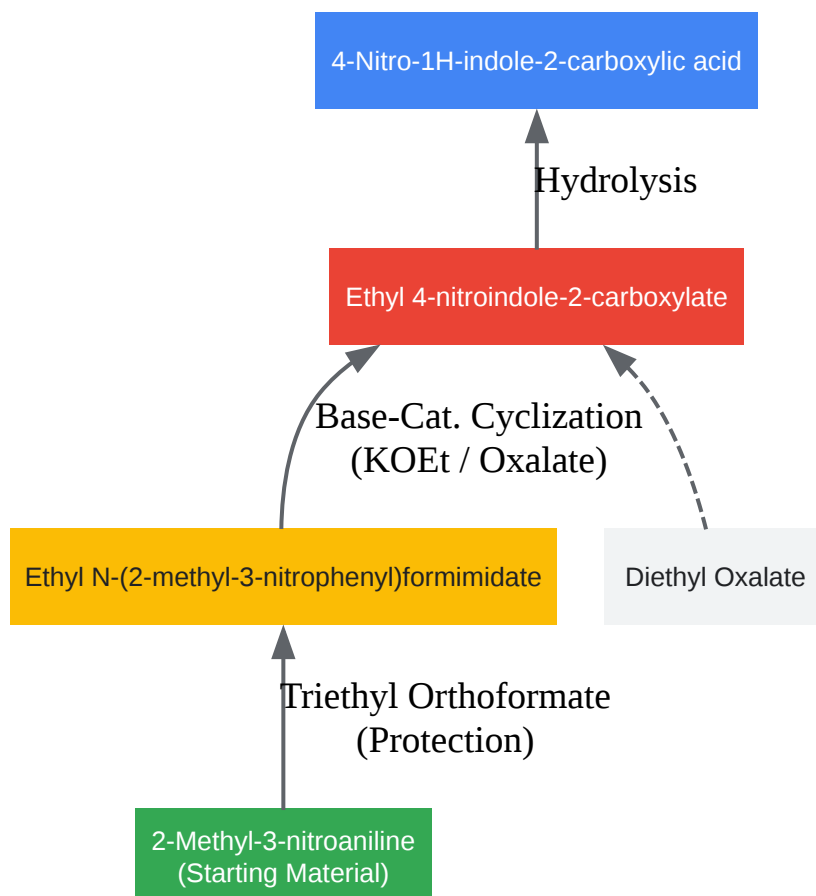 4-Nitro-1H-indole-2-carboxylic acid
Hydrolysis
Ethyl 4-nitroindole-2-carboxylate
Base-Cat. Cyclization
(KOEt / Oxalate)
Ethyl N-(2-methyl-3-nitrophenyl)formimidate
Diethyl Oxalate
Triethyl Orthoformate
(Protection)
2-Methyl-3-nitroaniline
(Starting Material)